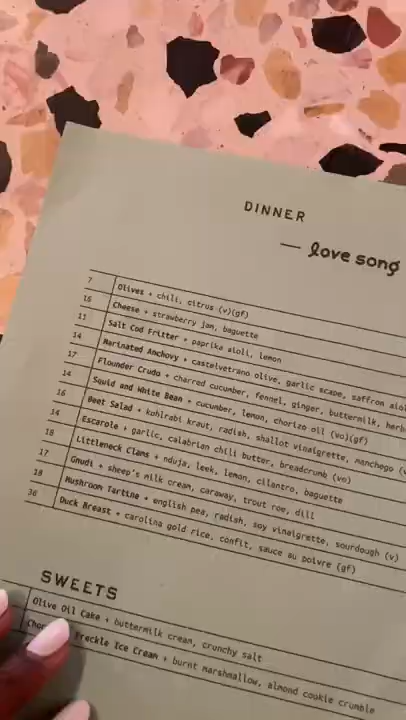 DINNER
— love song
7 Olives + chili, citrus (v)(gf)
16 Cheese + strawberry jam, baguette
11 Salt Cod Fritter + paprika aioli, lemon
14 Marinated Anchovy + castelvetrano olive, garlic scape, saffron aioli
17 Flounder Crudo + charred cucumber, fennel, ginger, buttermilk, herb
14 Squid and White Bean + cucumber, lemon, chorizo oil (vo)(gf)
16 Beet Salad + kohlrabi kraut, radish, shallot vinaigrette, manchego (v
14 Escarole + garlic, calabrian chili butter, breadcrumb (vo)
18 Littleneck Clams + nduja, leek, lemon, cilantro, baguette
17 Gnudi + sheep's milk cream, caraway, trout roe, dill
18 Mushroom Tartine + english pea, radish, soy vinaigrette, sourdough (v)
36 Duck Breast + carolina gold rice, confit, sauce au poivre (gf)
SWEETS
Olive Oil Cake + buttermilk cream, crunchy salt
Freckle Ice Cream + burnt marshmallow, almond cookie crumble